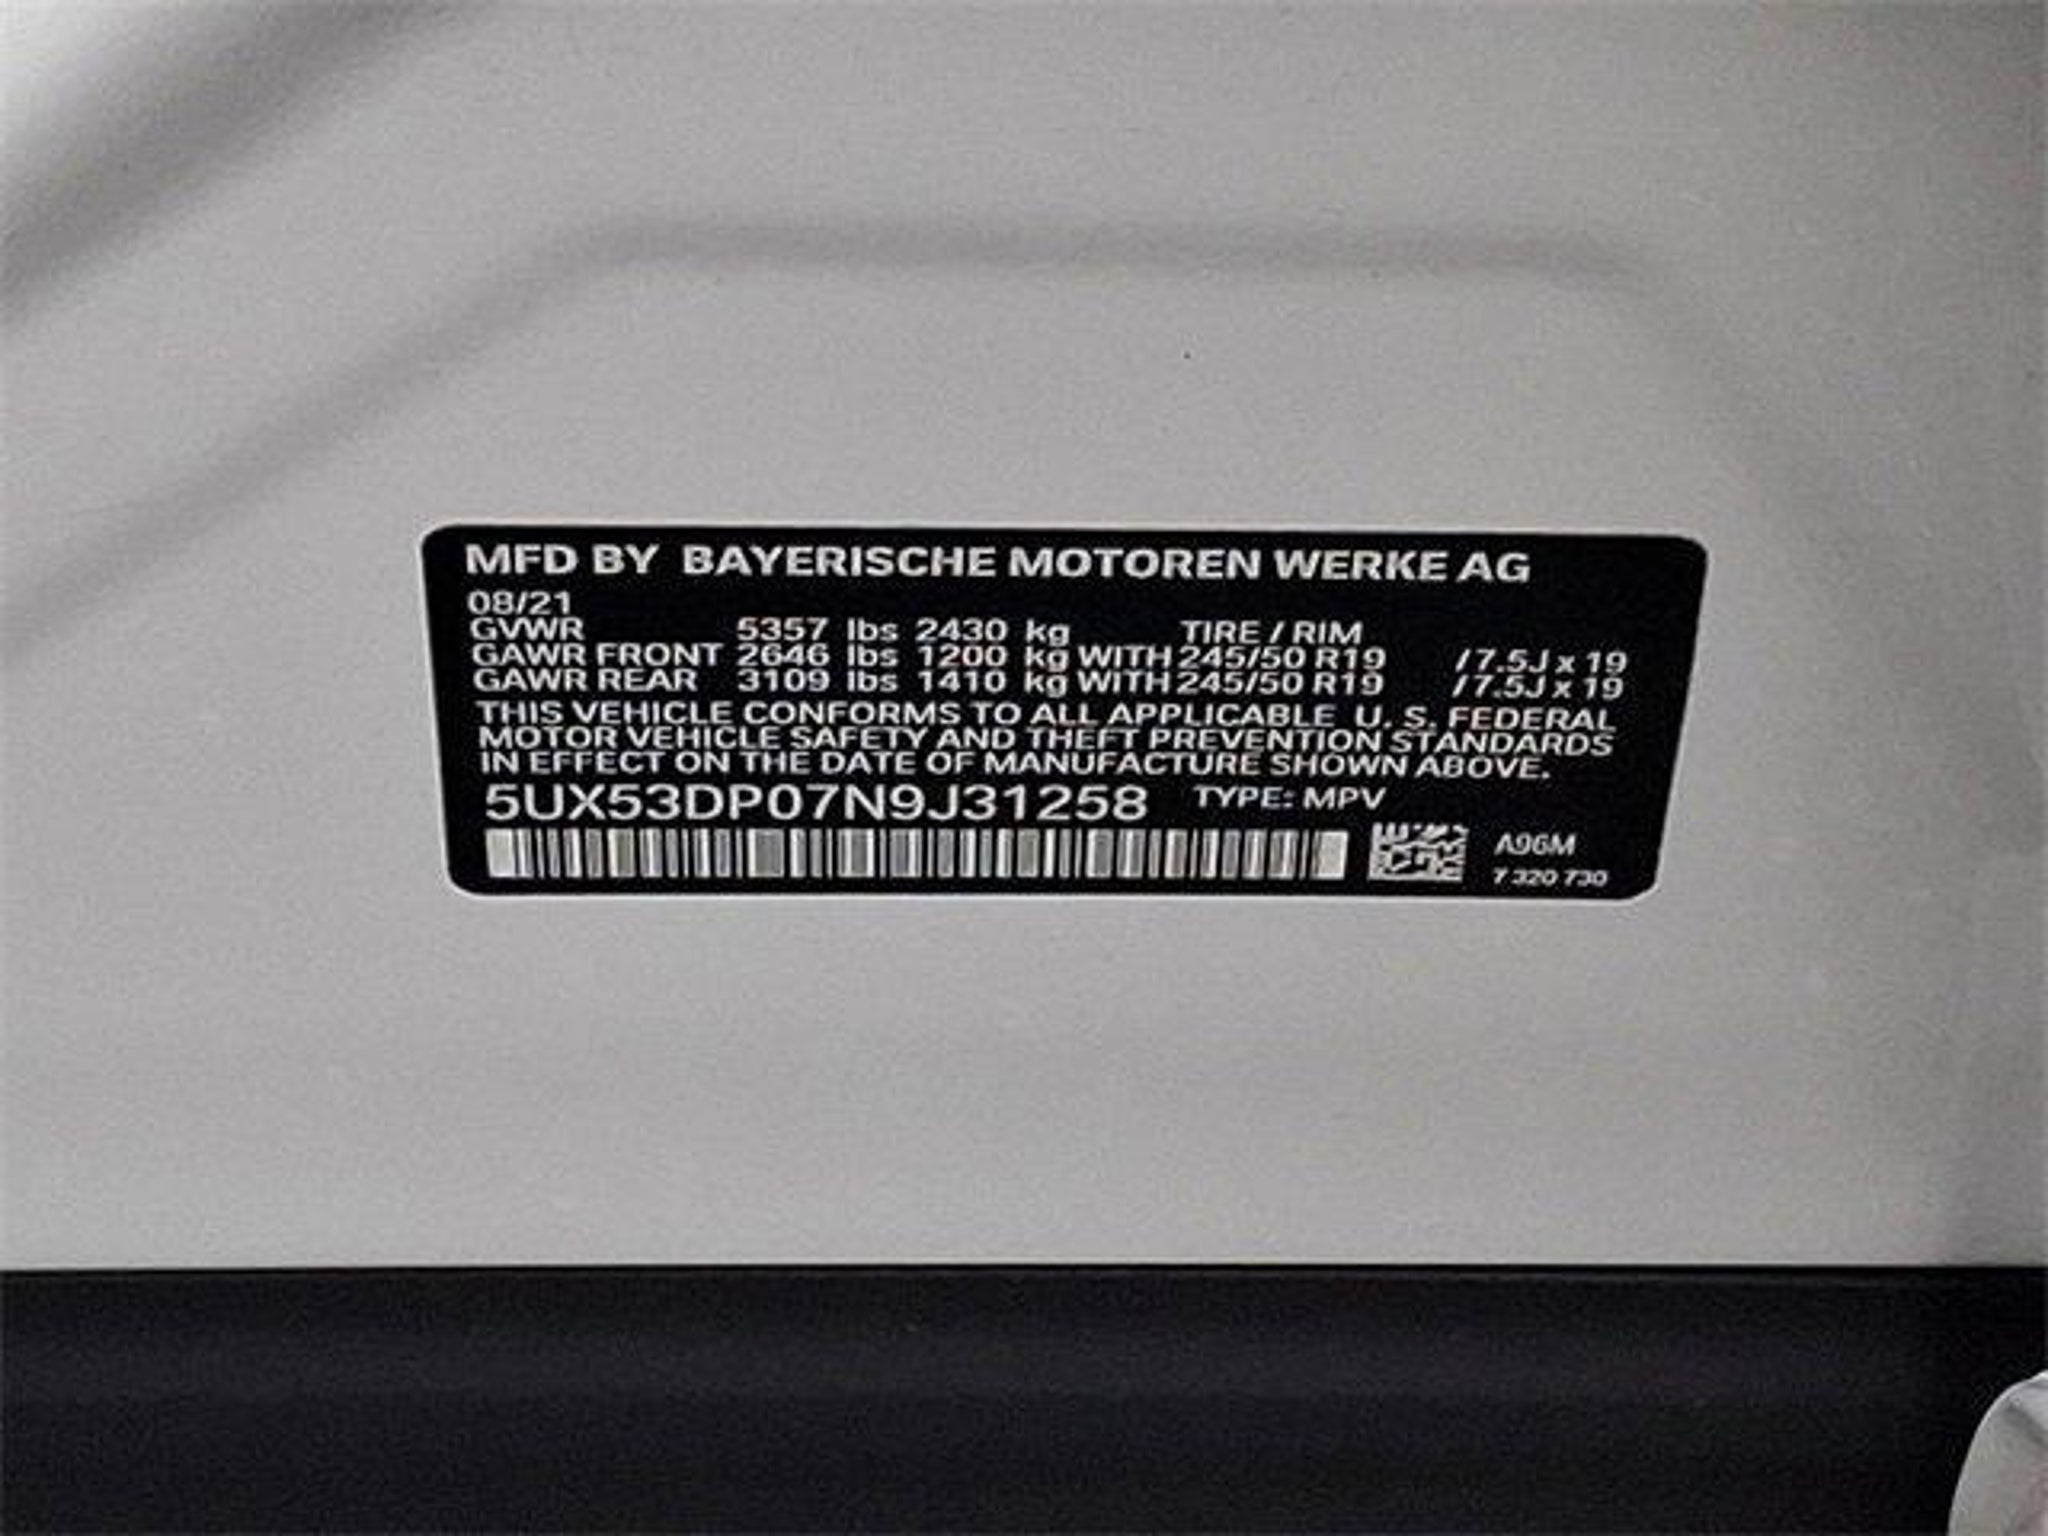 MFD BY BAYERISCHE MOTOREN WERKE AG
08/21
GVWR 5357 lbs 2430 kg TIRE / RIM
GAWR FRONT 2646 lbs 1200 kg WITH 245/50 R19 / 7.5J x 19
GAWR REAR 3109 lbs 1410 kg WITH 245/50 R19 / 7.5J x 19
THIS VEHICLE CONFORMS TO ALL APPLICABLE U. S. FEDERAL
MOTOR VEHICLE SAFETY AND THEFT PREVENTION STANDARDS
IN EFFECT ON THE DATE OF MANUFACTURE SHOWN ABOVE.
5UX53DP07N9J31258 TYPE: MPV
A96M
7 320 730